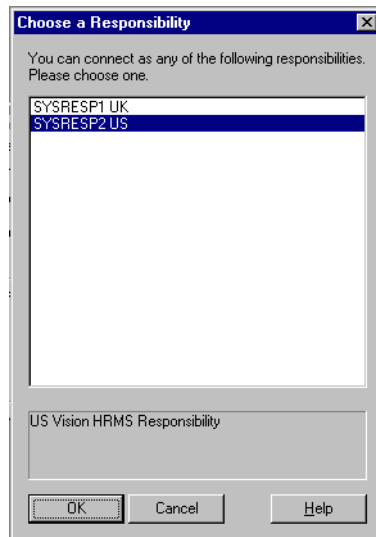 Choose a Responsibility
You can connect as any of the following responsibilities.
Please choose one.
SYSRESP1 UK
SYSRESP2 US
US Vision HRMS Responsibility
OK Cancel Help